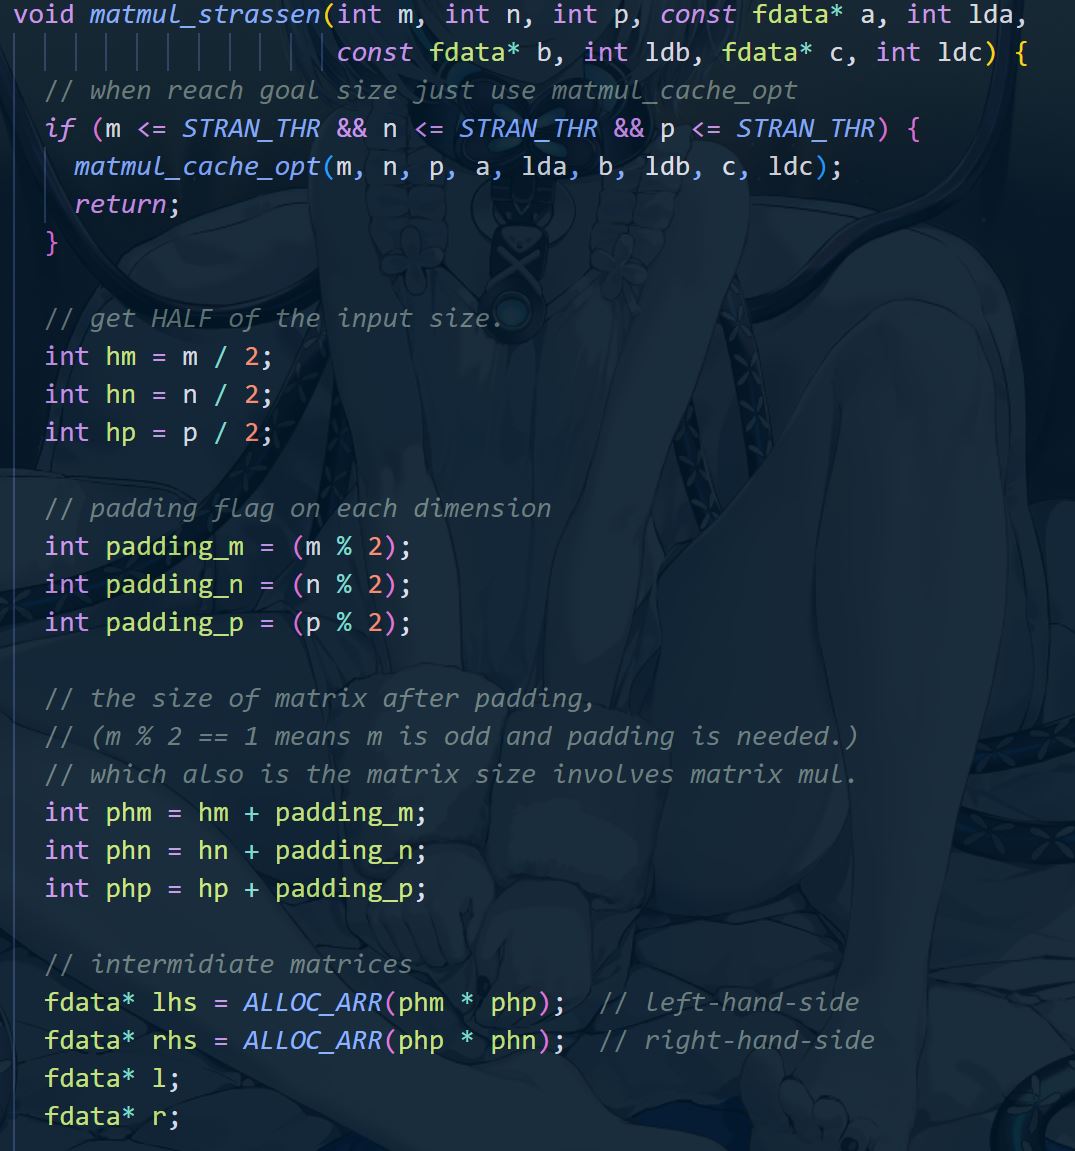 void matmul_strassen(int m, int n, int p, const fdata* a, int lda,
const fdata* b, int ldb, fdata* c, int ldc) {
// when reach goal size just use matmul_cache_opt
if (m <= STRAN_THR && n <= STRAN_THR && p <= STRAN_THR) {
matmul_cache_opt(m, n, p, a, lda, b, ldb, c, ldc);
return;
}
// get HALF of the input size.
int hm = m / 2;
int hn = n / 2;
int hp = p / 2;
// padding flag on each dimension
int padding_m = (m % 2);
int padding_n = (n % 2);
int padding_p = (p % 2);
// the size of matrix after padding,
// (m % 2 == 1 means m is odd and padding is needed.)
// which also is the matrix size involves matrix mul.
int phm = hm + padding_m;
int phn = hn + padding_n;
int php = hp + padding_p;
// intermidiate matrices
fdata* lhs = ALLOC_ARR(phm * php);  // left-hand-side
fdata* rhs = ALLOC_ARR(php * phn);  // right-hand-side
fdata* l;
fdata* r;